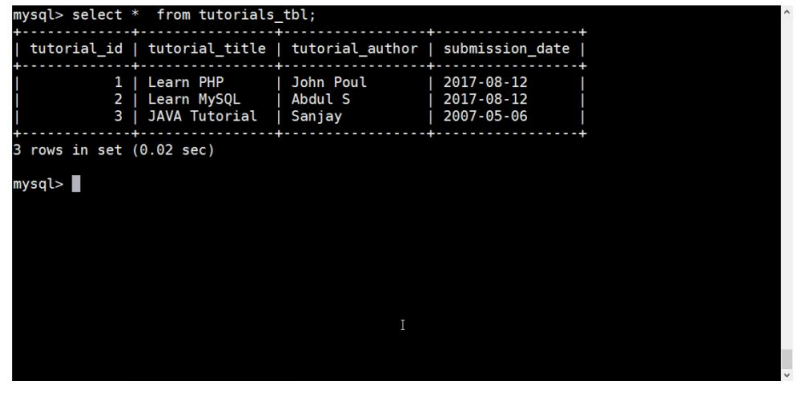 mysql> select *  from tutorials_tbl;
+-------------+----------------+-----------------+-----------------+
| tutorial_id | tutorial_title | tutorial_author | submission_date |
+-------------+----------------+-----------------+-----------------+
|           1 | Learn PHP      | John Poul       | 2017-08-12      |
|           2 | Learn MySQL    | Abdul S         | 2017-08-12      |
|           3 | JAVA Tutorial  | Sanjay          | 2007-05-06      |
+-------------+----------------+-----------------+-----------------+
3 rows in set (0.02 sec)
mysql>